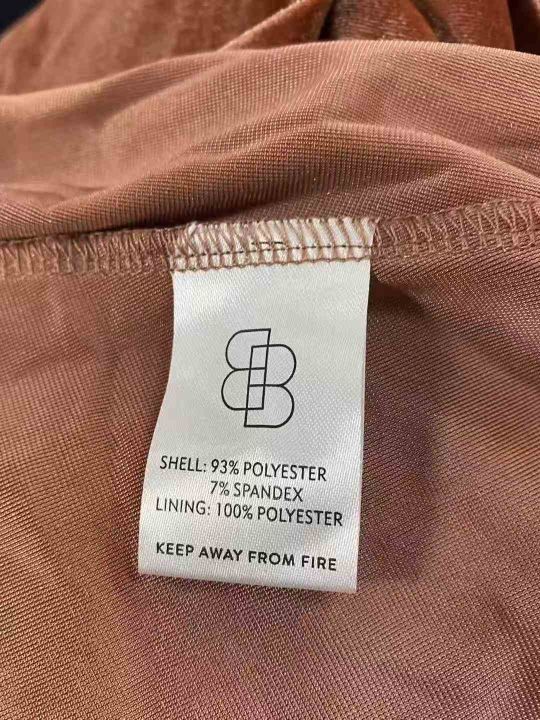 SHELL: 93% POLYESTER
7% SPANDEX
LINING: 100% POLYESTER
KEEP AWAY FROM FIRE